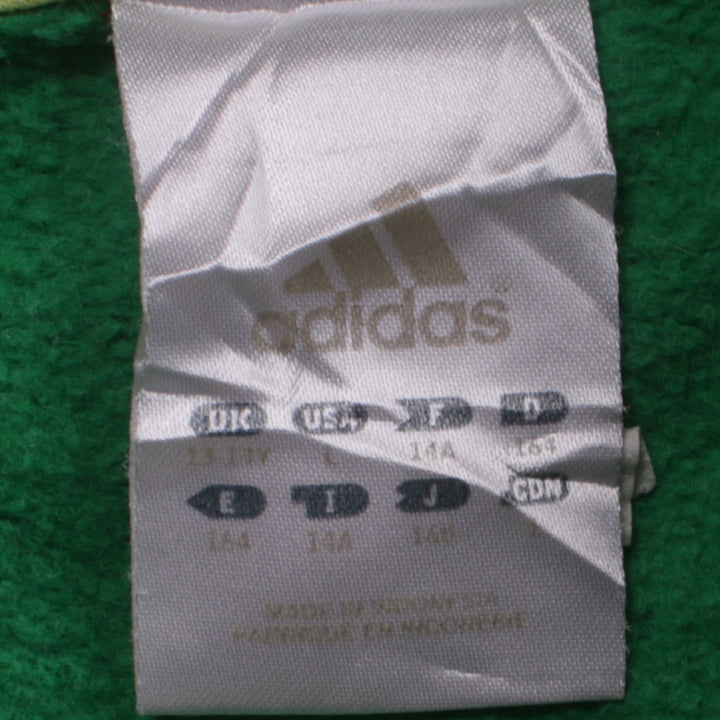 adidas
UK USA F D
13-14Y L 14A 164
E I J CDN
164 14A 160
MADE IN INDONESIA
FABRIQUÉ EN INDONÉSIE